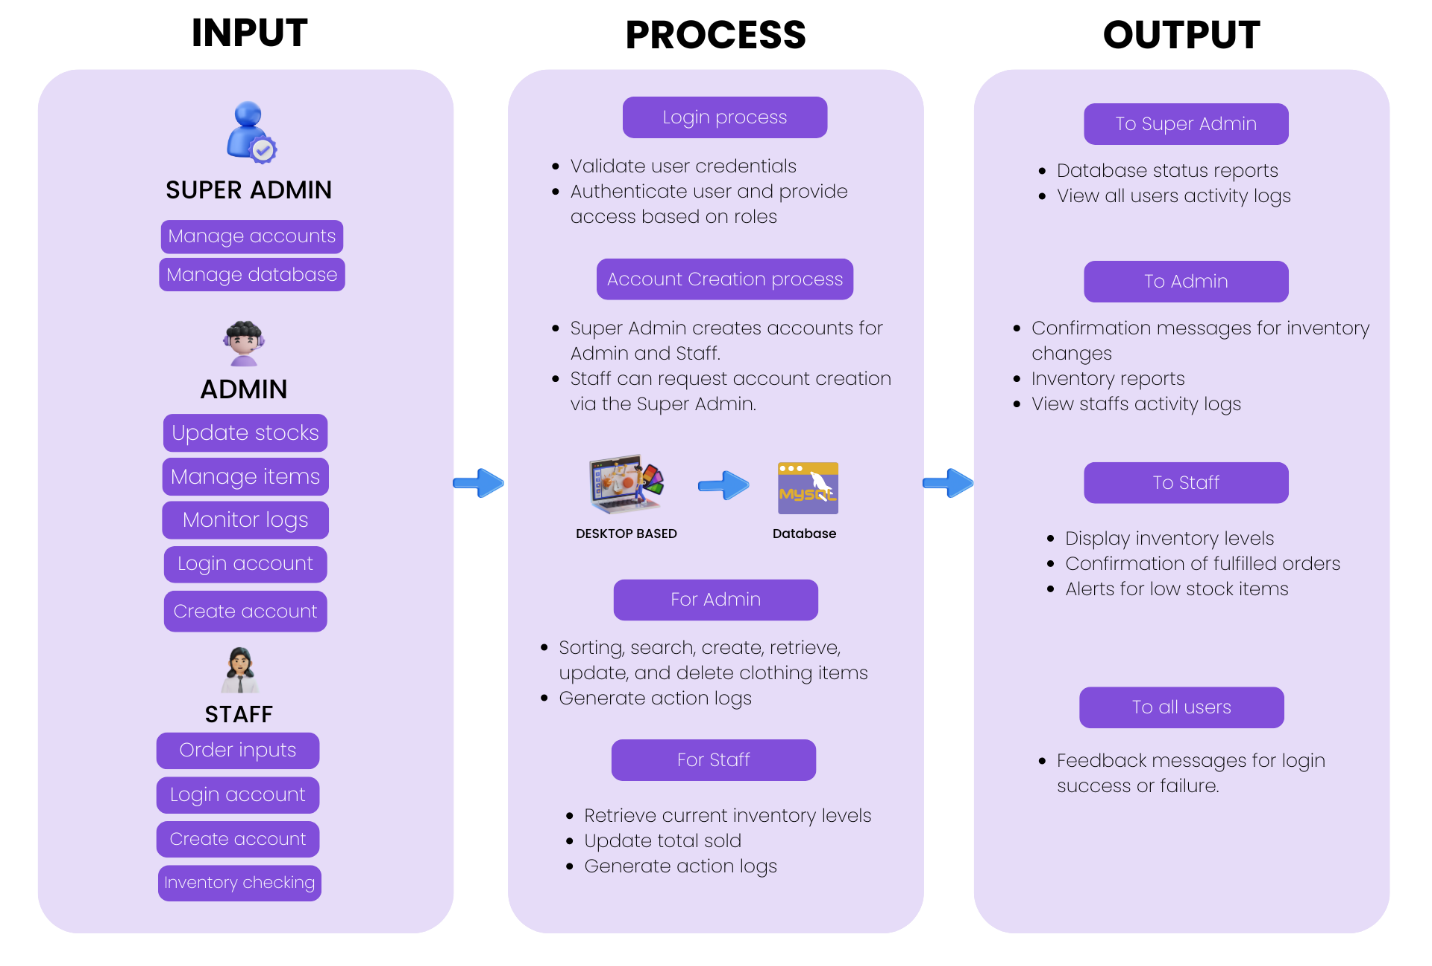 INPUT
SUPER ADMIN
Manage accounts
Manage database
ADMIN
Update stocks
Manage items
Monitor logs
Login account
Create account
STAFF
Order inputs
Login account
Create account
Inventory checking
PROCESS
Login process
• Validate user credentials
• Authenticate user and provide
access based on roles
Account Creation process
• Super Admin creates accounts for
Admin and Staff.
• Staff can request account creation
via the Super Admin.
MySQL
DESKTOP BASED
Database
For Admin
• Sorting, search, create, retrieve,
update, and delete clothing items
• Generate action logs
For Staff
• Retrieve current inventory levels
• Update total sold
• Generate action logs
OUTPUT
To Super Admin
• Database status reports
• View all users activity logs
To Admin
• Confirmation messages for inventory
changes
• Inventory reports
• View staffs activity logs
To Staff
• Display inventory levels
• Confirmation of fulfilled orders
• Alerts for low stock items
To all users
• Feedback messages for login
success or failure.